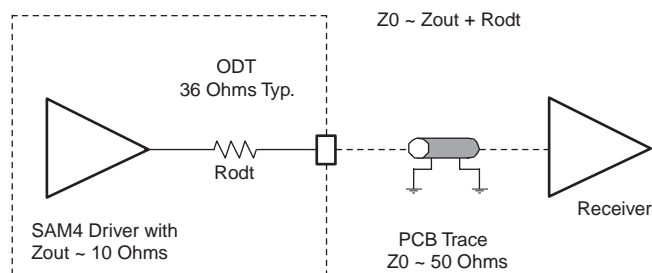 Z0 ~ Zout + Rodt
ODT
36 Ohms Typ.
Rodt
SAM4 Driver with
Zout ~ 10 Ohms
PCB Trace
Z0 ~ 50 Ohms
Receiver